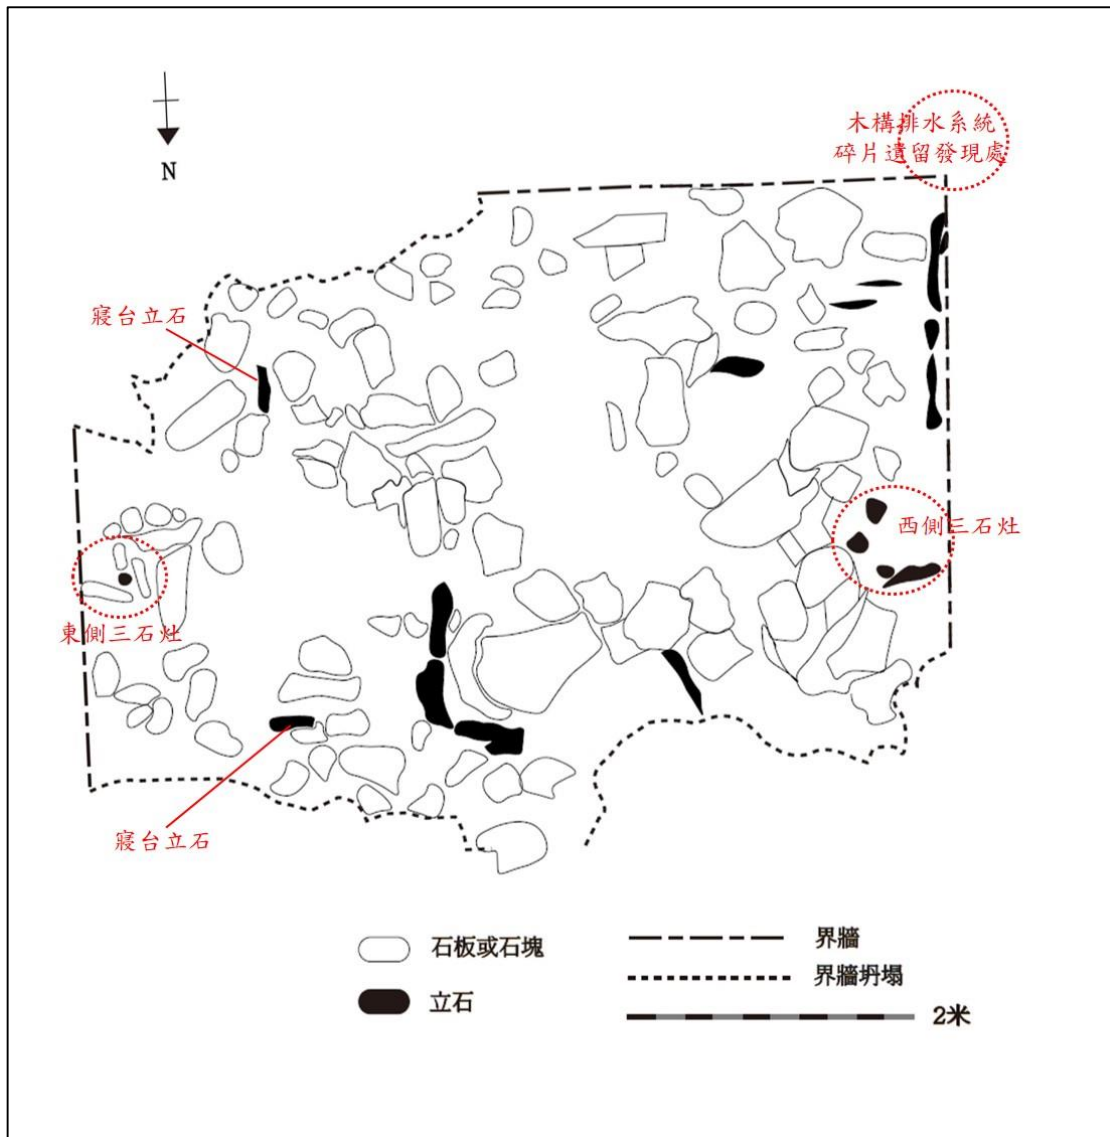 木構排水系統
碎片遺留發現處
N
寢台立石
西側三石灶
東側三石灶
寢台立石
石板或石塊
界牆
界牆坍塌
立石
2米